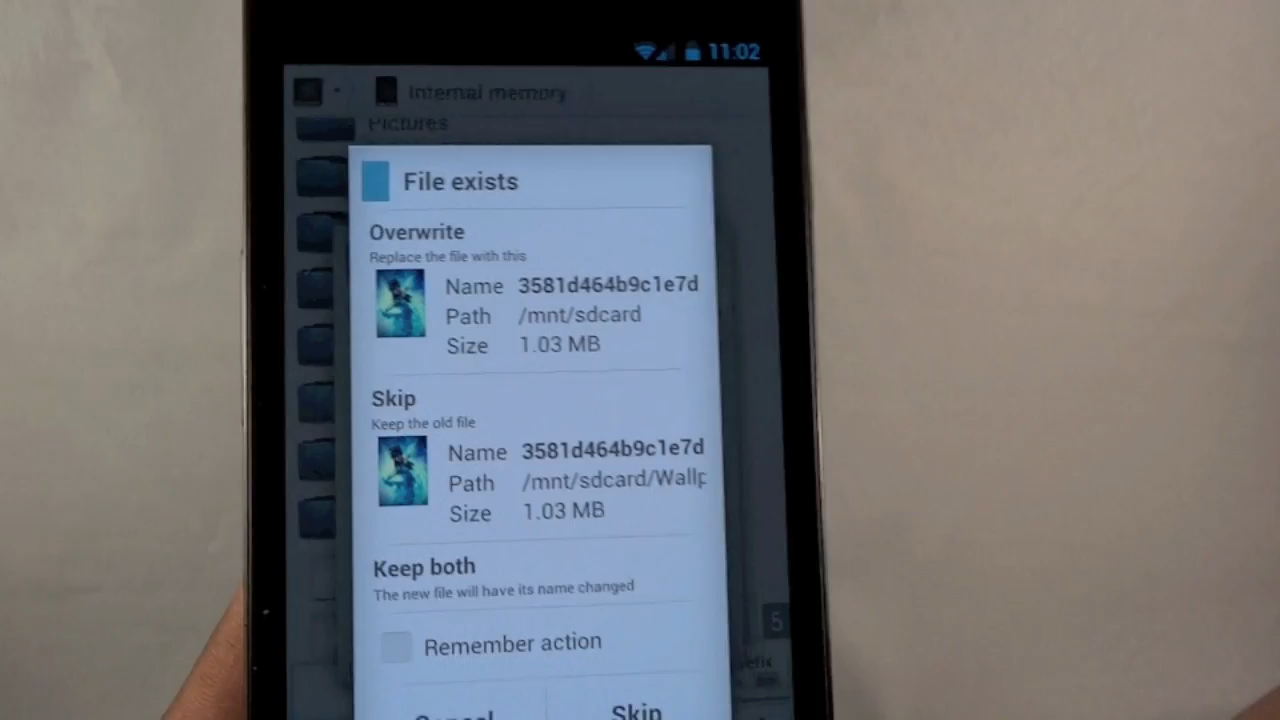 11:02
Internal memory
Pictures
File exists
Overwrite
Replace the file with this
Name 3581d464b9c1e7d
Path /mnt/sdcard
Size 1.03 MB
Skip
Keep the old file
Name 3581d464b9c1e7d
Path /mnt/sdcard/Wallp
Size 1.03 MB
Keep both
The new file will have its name changed
5
Remember action
Cancel Skip